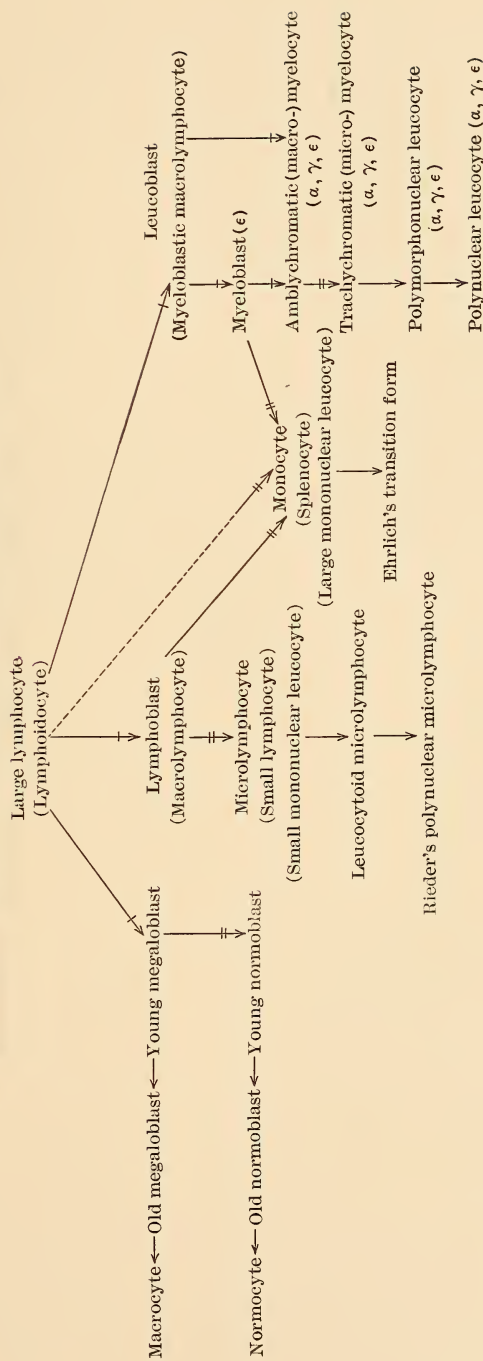 Large lymphocyte
(Lymphoidocyte)
Macrocyte
Old megaloblast
Young megaloblast
Normocyte
Old normoblast
Young normoblast
Lymphoblast
(Macrolymphocyte)
Microlymphocyte
(Small lymphocyte)
(Small mononuclear leucocyte)
Leucocytoid microlymphocyte
Rieder's polynuclear microlymphocyte
Monocyte
(Splenocyte)
(Large mononuclear leucocyte)
Ehrlich's transition form
Leucoblast
(Myeloblastic macrolymphocyte)
Myeloblast (ϵ)
Amblychromatic (macro-) myelocyte
(α, γ, ϵ)
Trachychromatic (micro-) myelocyte
(α, γ, ϵ)
Polymorphonuclear leucocyte
(α, γ, ϵ)
Polynuclear leucocyte (α, γ, ϵ)